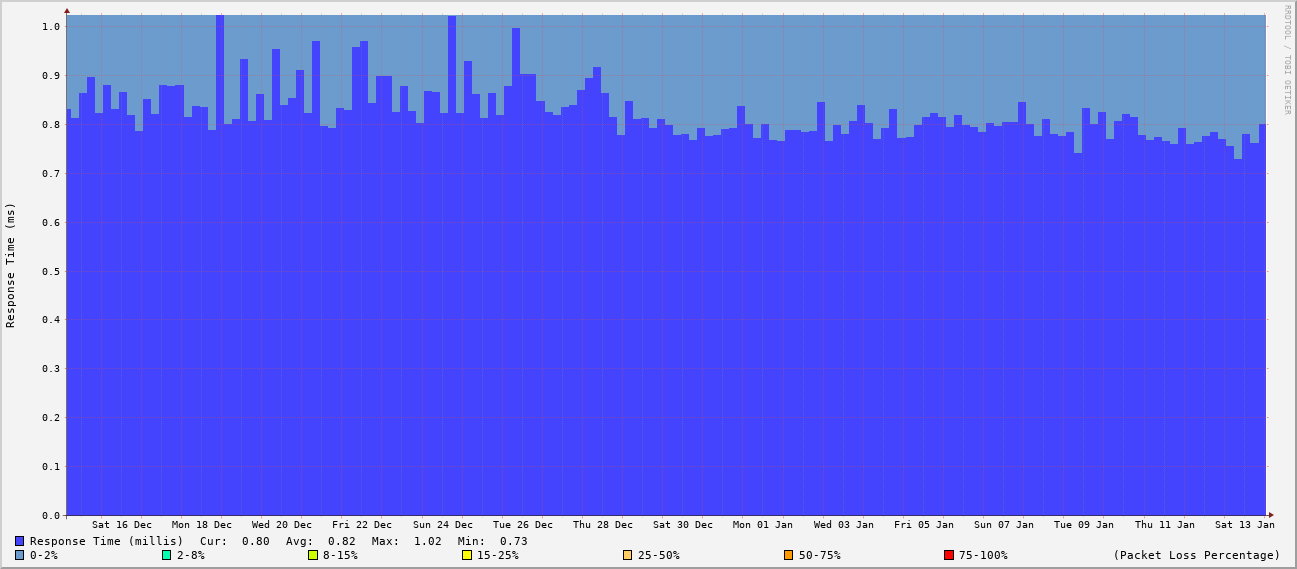 RRDTOOL / TOBI OETIKER
Response Time (ms)
1.0
0.9
0.8
0.7
0.6
0.5
0.4
0.3
0.2
0.1
0.0
Sat 16 Dec Mon 18 Dec Wed 20 Dec Fri 22 Dec Sun 24 Dec Tue 26 Dec Thu 28 Dec Sat 30 Dec Mon 01 Jan Wed 03 Jan Fri 05 Jan Sun 07 Jan Tue 09 Jan Thu 11 Jan Sat 13 Jan
Response Time (millis) Cur: 0.80 Avg: 0.82 Max: 1.02 Min: 0.73
0-2% 2-8% 8-15% 15-25% 25-50% 50-75% 75-100% (Packet Loss Percentage)